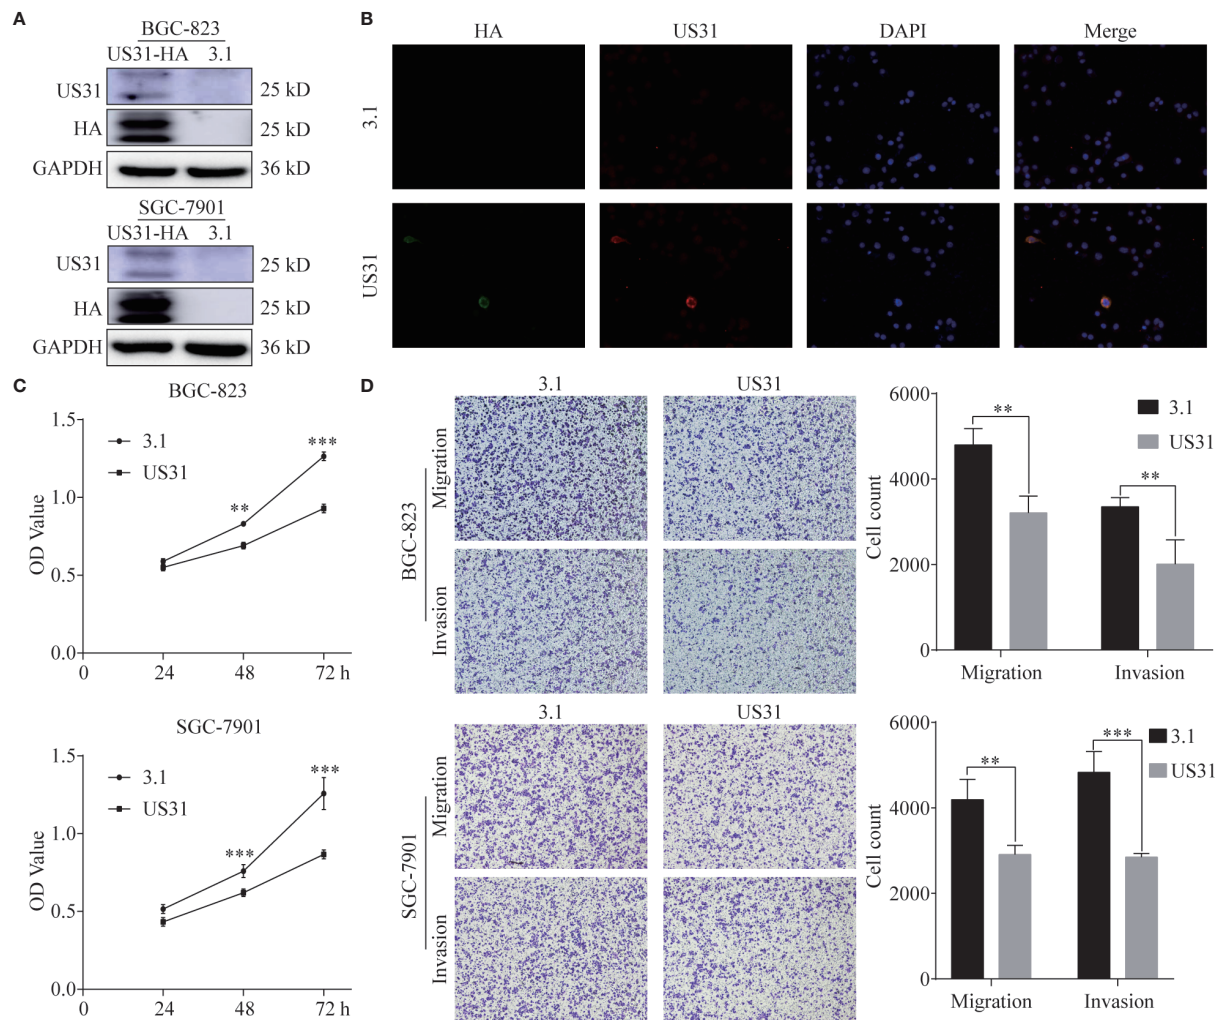 A
BGC-823
US31-HA 3.1
US31 25 kD
HA 25 kD
GAPDH 36 kD
SGC-7901
US31-HA 3.1
US31 25 kD
HA 25 kD
GAPDH 36 kD
B
HA US31 DAPI Merge
3.1
US31
C
BGC-823
1.5
1.0
0.5
0.0
OD Value
3.1
US31
**
***
0 24 48 72 h
SGC-7901
1.5
1.0
0.5
0.0
OD Value
3.1
US31
***
***
0 24 48 72 h
D
3.1 US31
BGC-823
Migration
Invasion
6000
4000
2000
0
Cell count
3.1
US31
**
**
Migration Invasion
3.1 US31
SGC-7901
Migration
Invasion
6000
4000
2000
0
Cell count
3.1
US31
**
***
Migration Invasion